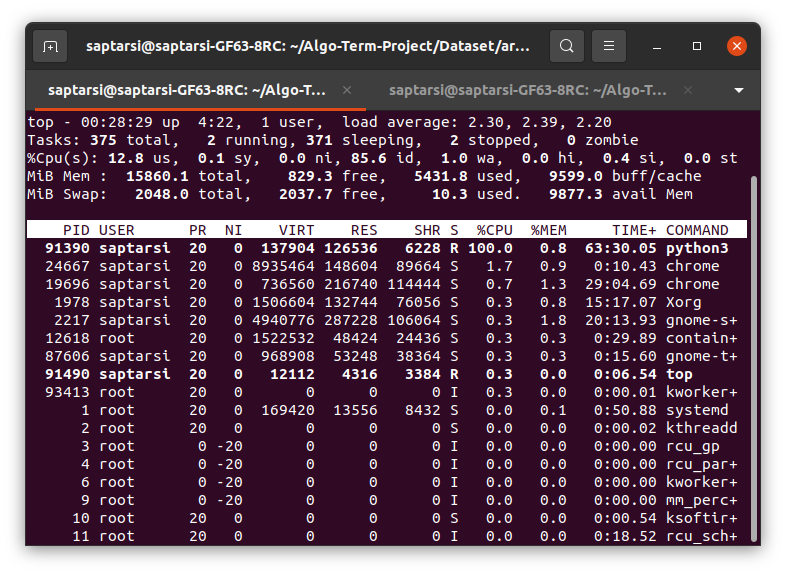 saptarsi@saptarsi-GF63-8RC: ~/Algo-Term-Project/Dataset/ar...
saptarsi@saptarsi-GF63-8RC: ~/Algo-T... × saptarsi@saptarsi-GF63-8RC: ~/Algo-T... ×
top - 00:28:29 up  4:22,  1 user,  load average: 2.30, 2.39, 2.20
Tasks: 375 total,   2 running, 371 sleeping,   2 stopped,   0 zombie
%Cpu(s): 12.8 us,  0.1 sy,  0.0 ni, 85.6 id,  1.0 wa,  0.0 hi,  0.4 si,  0.0 st
MiB Mem :  15860.1 total,    829.3 free,   5431.8 used,   9599.0 buff/cache
MiB Swap:   2048.0 total,   2037.7 free,     10.3 used.   9877.3 avail Mem
PID USER      PR  NI    VIRT    RES    SHR S  %CPU  %MEM     TIME+ COMMAND
91390 saptarsi  20   0  137904 126536   6228 R 100.0   0.8  63:30.05 python3
24667 saptarsi  20   0 8935464 148604  89664 S   1.7   0.9   0:10.43 chrome
19696 saptarsi  20   0  736560 216740 114444 S   0.7   1.3  29:04.69 chrome
1978 saptarsi  20   0 1506604 132744  76056 S   0.3   0.8  15:17.07 Xorg
2217 saptarsi  20   0 4940776 287228 106064 S   0.3   1.8  20:13.93 gnome-s+
12618 root      20   0 1522532  48424  24436 S   0.3   0.3   0:29.89 contain+
87606 saptarsi  20   0  968908  53248  38364 S   0.3   0.3   0:15.60 gnome-t+
91490 saptarsi  20   0   12112   4316   3384 R   0.3   0.0   0:06.54 top
93413 root      20   0       0      0      0 I   0.3   0.0   0:00.01 kworker+
1 root      20   0  169420  13556   8432 S   0.0   0.1   0:50.88 systemd
2 root      20   0       0      0      0 S   0.0   0.0   0:00.02 kthreadd
3 root       0 -20       0      0      0 I   0.0   0.0   0:00.00 rcu_gp
4 root       0 -20       0      0      0 I   0.0   0.0   0:00.00 rcu_par+
6 root       0 -20       0      0      0 I   0.0   0.0   0:00.00 kworker+
9 root       0 -20       0      0      0 I   0.0   0.0   0:00.00 mm_perc+
10 root      20   0       0      0      0 S   0.0   0.0   0:00.54 ksoftir+
11 root      20   0       0      0      0 I   0.0   0.0   0:18.52 rcu_sch+